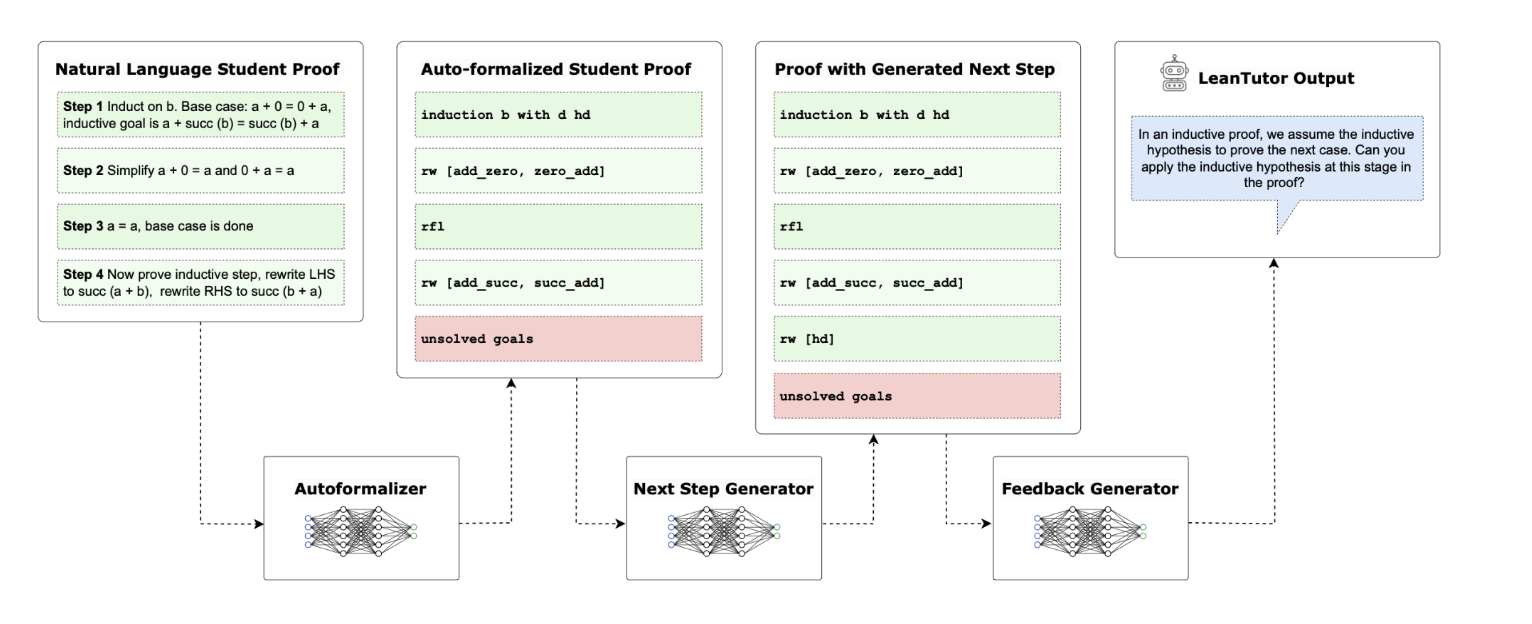 Natural Language Student Proof
Step 1 Induct on b. Base case: a + 0 = 0 + a,
inductive goal is a + succ (b) = succ (b) + a
Step 2 Simplify a + 0 = a and 0 + a = a
Step 3 a = a, base case is done
Step 4 Now prove inductive step, rewrite LHS
to succ (a + b), rewrite RHS to succ (b + a)
Auto-formalized Student Proof
induction b with d hd
rw [add_zero, zero_add]
rfl
rw [add_succ, succ_add]
unsolved goals
Proof with Generated Next Step
induction b with d hd
rw [add_zero, zero_add]
rfl
rw [add_succ, succ_add]
rw [hd]
unsolved goals
LeanTutor Output
In an inductive proof, we assume the inductive
hypothesis to prove the next case. Can you
apply the inductive hypothesis at this stage in
the proof?
Autoformalizer
Next Step Generator
Feedback Generator